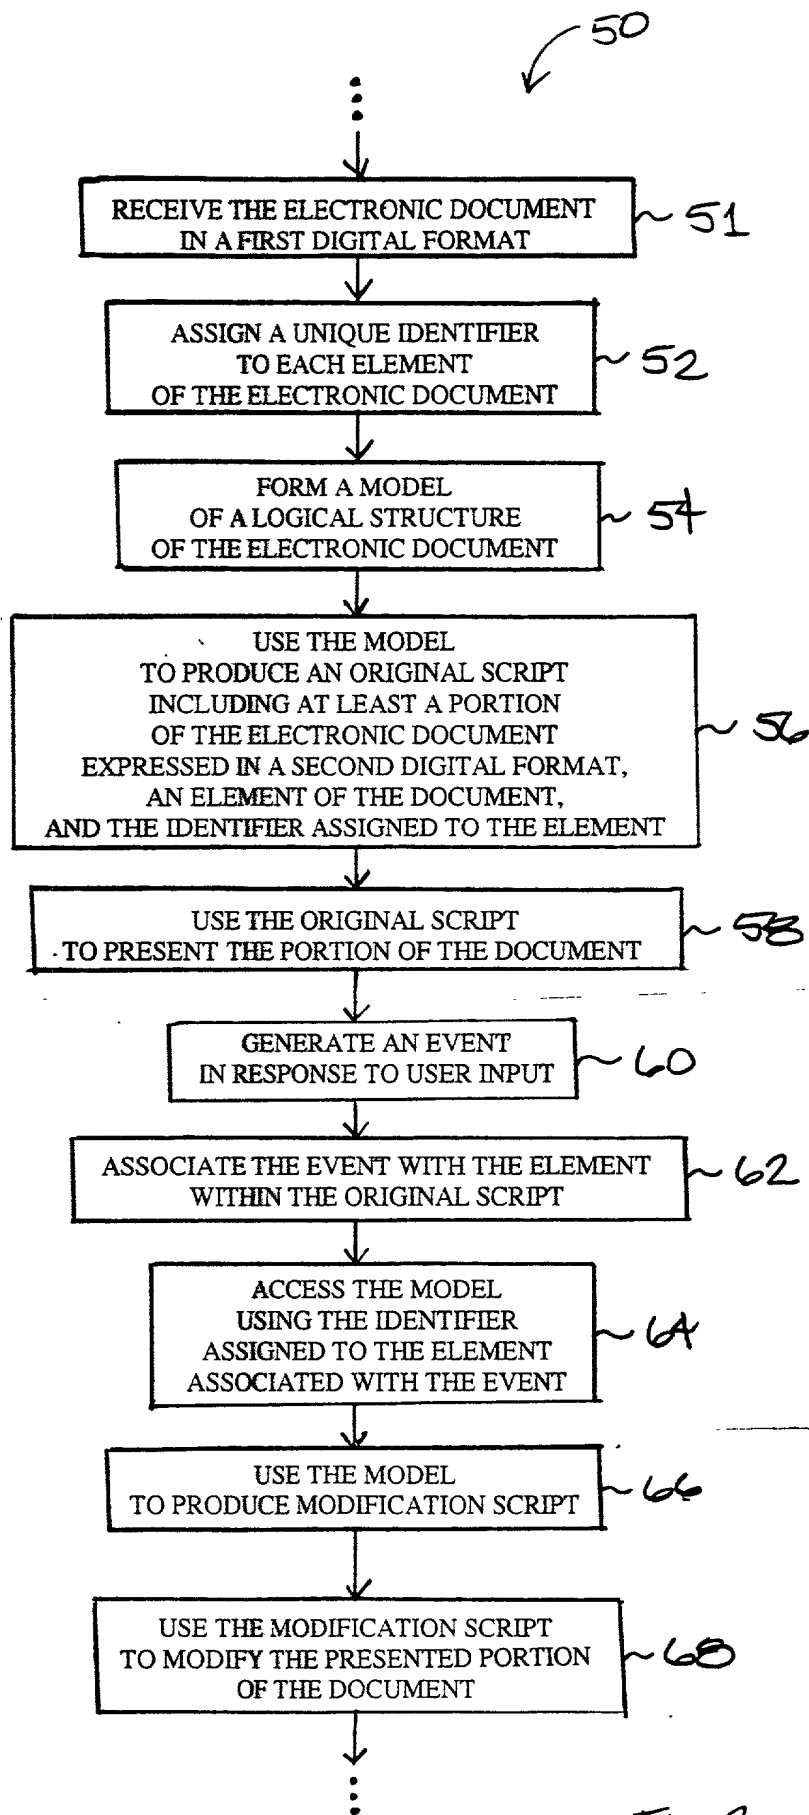 50
RECEIVE THE ELECTRONIC DOCUMENT
IN A FIRST DIGITAL FORMAT
51
ASSIGN A UNIQUE IDENTIFIER
TO EACH ELEMENT
OF THE ELECTRONIC DOCUMENT
52
FORM A MODEL
OF A LOGICAL STRUCTURE
OF THE ELECTRONIC DOCUMENT
54
USE THE MODEL
TO PRODUCE AN ORIGINAL SCRIPT
INCLUDING AT LEAST A PORTION
OF THE ELECTRONIC DOCUMENT
EXPRESSED IN A SECOND DIGITAL FORMAT,
AN ELEMENT OF THE DOCUMENT,
AND THE IDENTIFIER ASSIGNED TO THE ELEMENT
56
USE THE ORIGINAL SCRIPT
TO PRESENT THE PORTION OF THE DOCUMENT
58
GENERATE AN EVENT
IN RESPONSE TO USER INPUT
60
ASSOCIATE THE EVENT WITH THE ELEMENT
WITHIN THE ORIGINAL SCRIPT
62
ACCESS THE MODEL
USING THE IDENTIFIER
ASSIGNED TO THE ELEMENT
ASSOCIATED WITH THE EVENT
64
USE THE MODEL
TO PRODUCE MODIFICATION SCRIPT
66
USE THE MODIFICATION SCRIPT
TO MODIFY THE PRESENTED PORTION
OF THE DOCUMENT
68